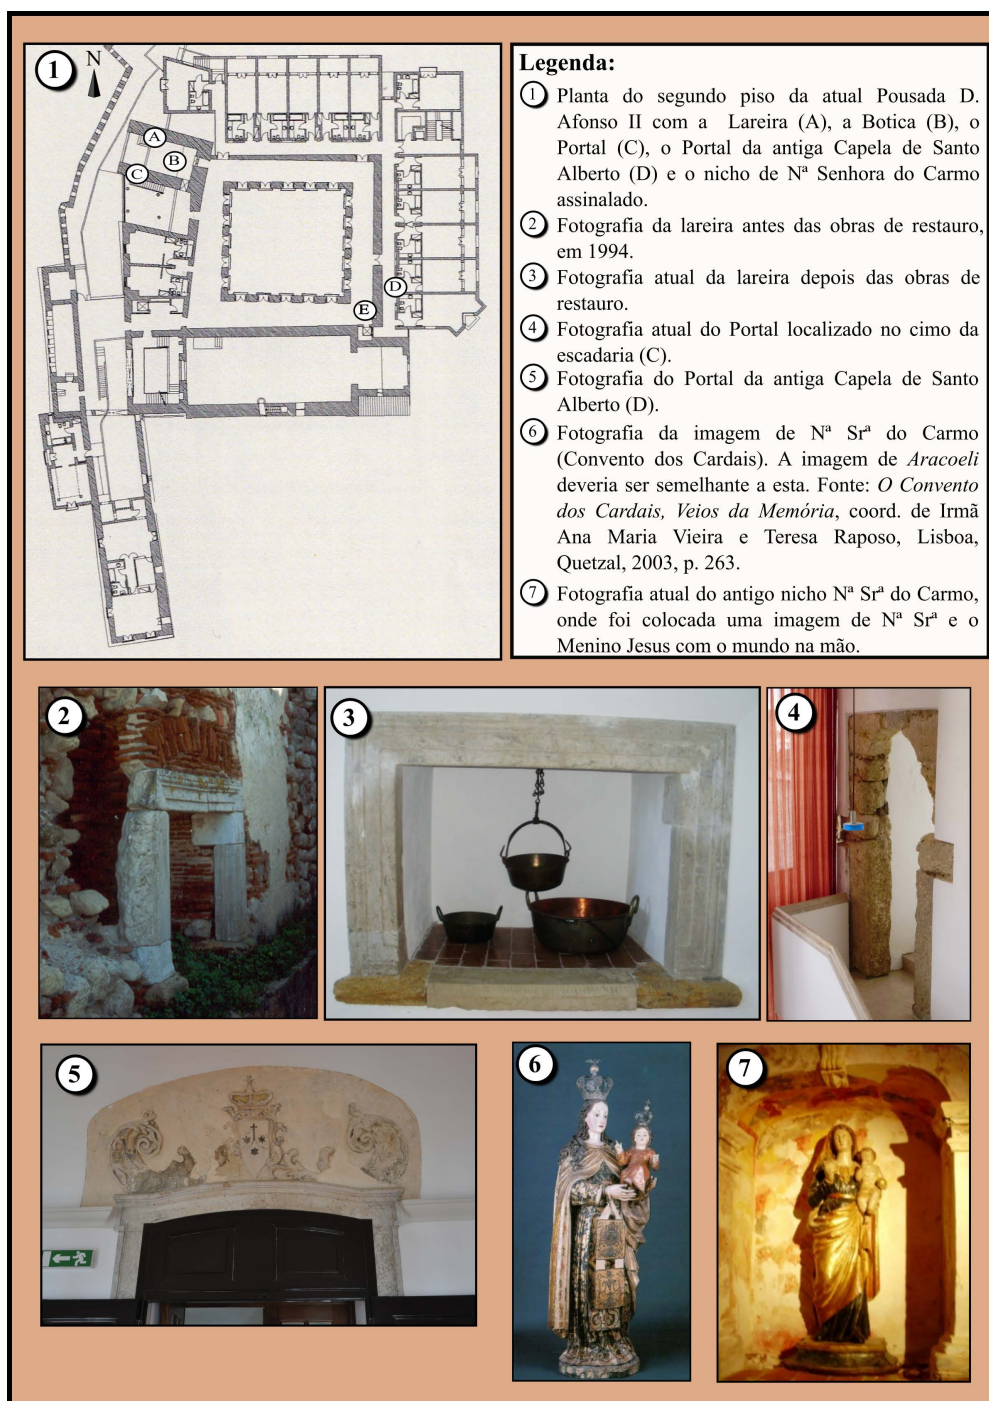 1
N
A
B
C
D
E
Legenda:
1 Planta do segundo piso da atual Pousada D.
Afonso II com a Lareira (A), a Botica (B), o
Portal (C), o Portal da antiga Capela de Santo
Alberto (D) e o nicho de Nª Senhora do Carmo
assinalado.
2 Fotografia da lareira antes das obras de restauro,
em 1994.
3 Fotografia atual da lareira depois das obras de
restauro.
4 Fotografia atual do Portal localizado no cimo da
escadaria (C).
5 Fotografia do Portal da antiga Capela de Santo
Alberto (D).
6 Fotografia da imagem de Nª Srª do Carmo
(Convento dos Cardais). A imagem de Aracoeli
deveria ser semelhante a esta. Fonte: O Convento
dos Cardais, Veios da Memória, coord. de Irmã
Ana Maria Vieira e Teresa Raposo, Lisboa,
Quetzal, 2003, p. 263.
7 Fotografia atual do antigo nicho Nª Srª do Carmo,
onde foi colocada uma imagem de Nª Srª e o
Menino Jesus com o mundo na mão.
2
3
4
5
6
7